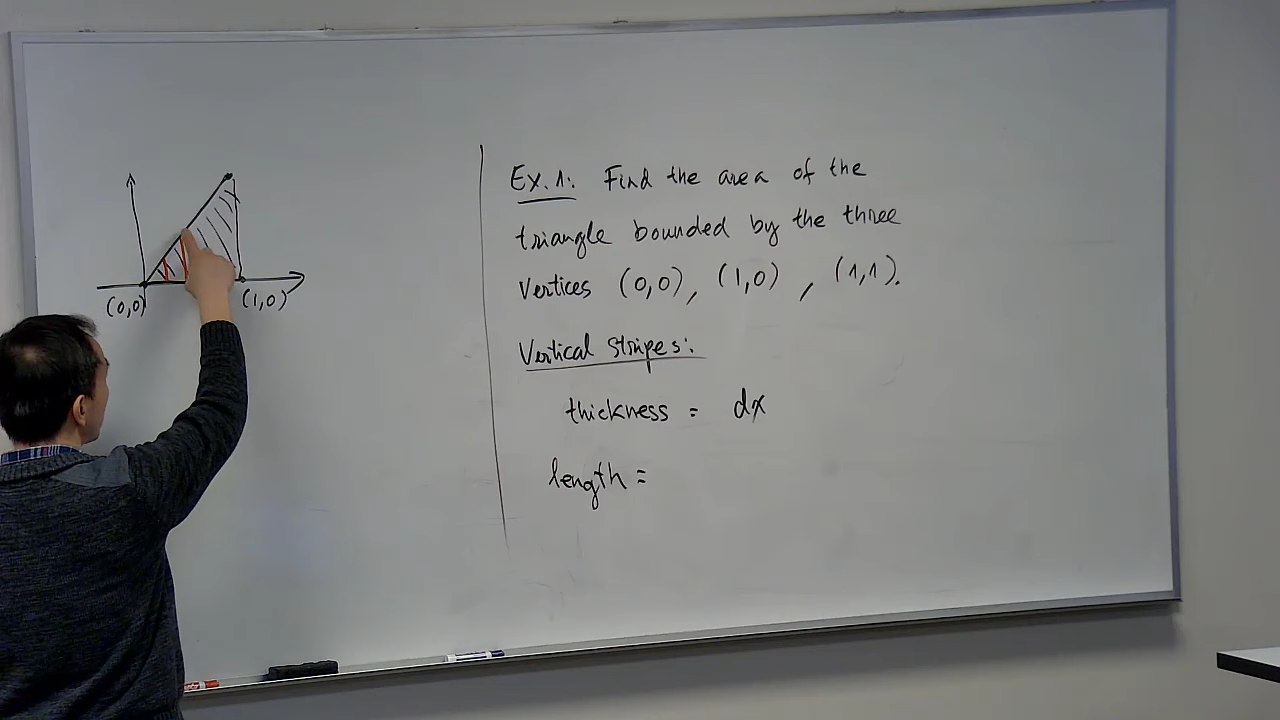 (0,0)
(1,0)
Ex.1: Find the area of the
triangle bounded by the three
vertices (0,0), (1,0) , (1,1).
Vertical stripes:
thickness = dx
length =